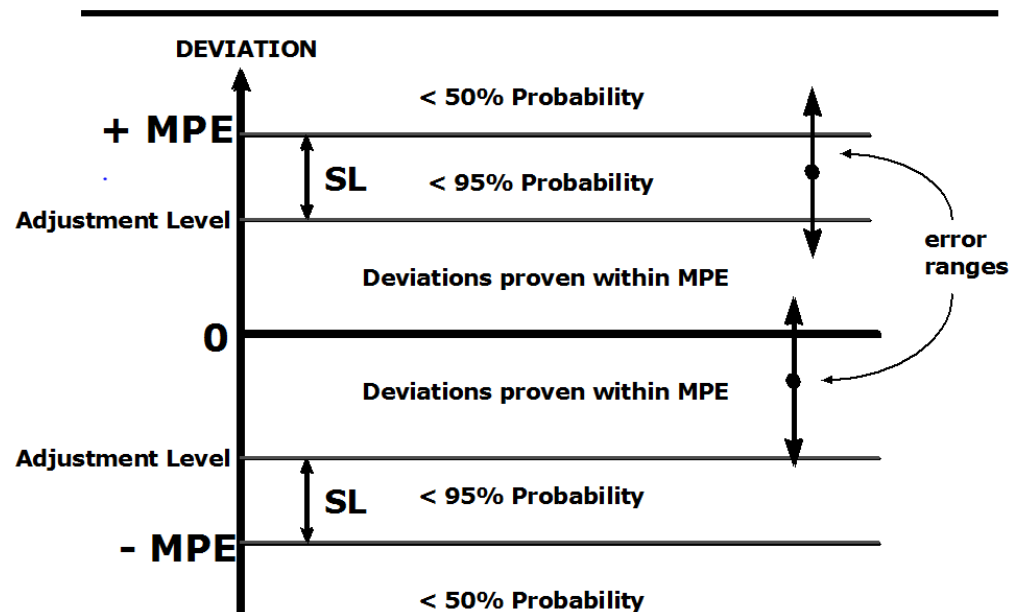 DEVIATION
< 50% Probability
+ MPE
SL
< 95% Probability
Adjustment Level
error
ranges
Deviations proven within MPE
0
Deviations proven within MPE
Adjustment Level
SL
< 95% Probability
- MPE
< 50% Probability